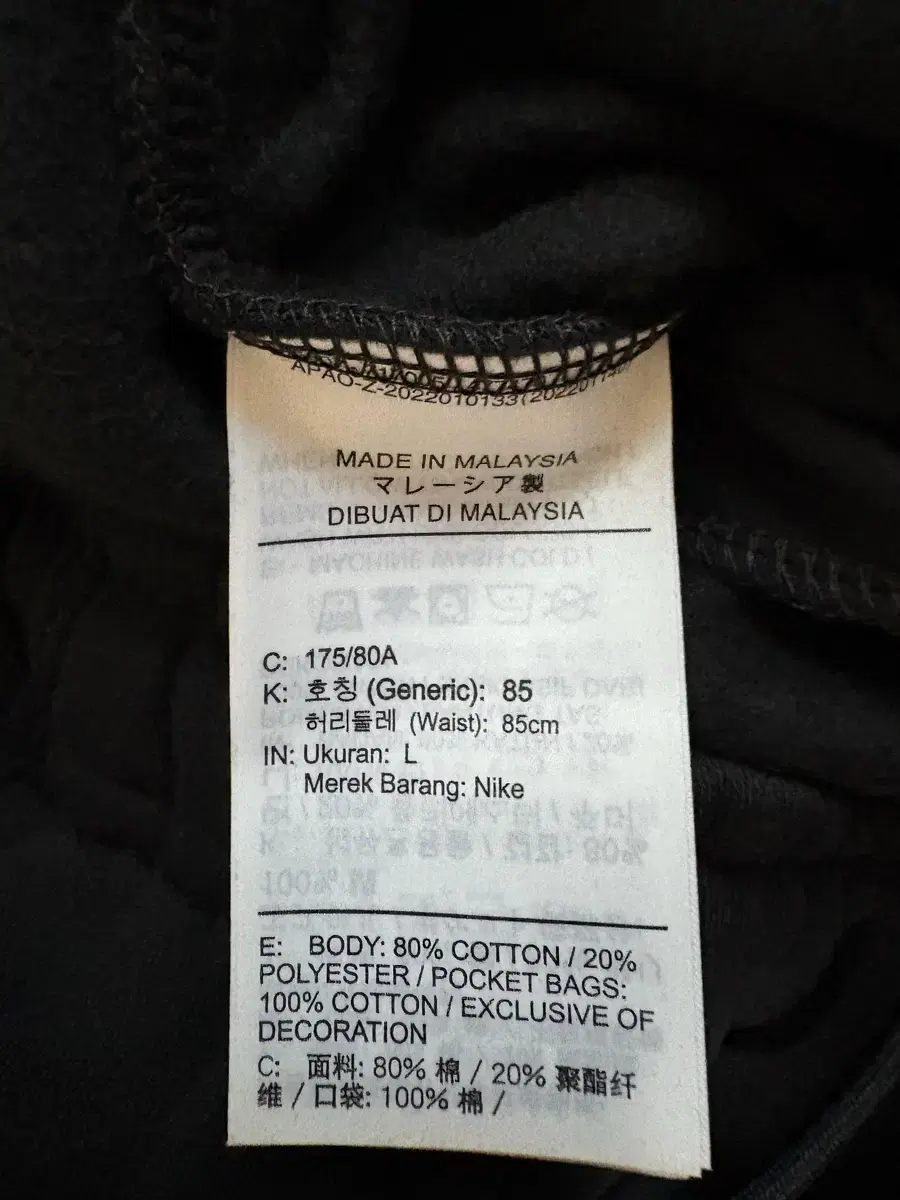 APAO-Z-2022010133(2022011
MADE IN MALAYSIA
マレーシア製
DIBUAT DI MALAYSIA
C: 175/80A
K: 호칭 (Generic): 85
허리둘레 (Waist): 85cm
IN: Ukuran: L
Merek Barang: Nike
E: BODY: 80% COTTON / 20%
POLYESTER / POCKET BAGS:
100% COTTON / EXCLUSIVE OF
DECORATION
C: 面料: 80% 棉 / 20% 聚酯纤
维 / 口袋: 100% 棉 /